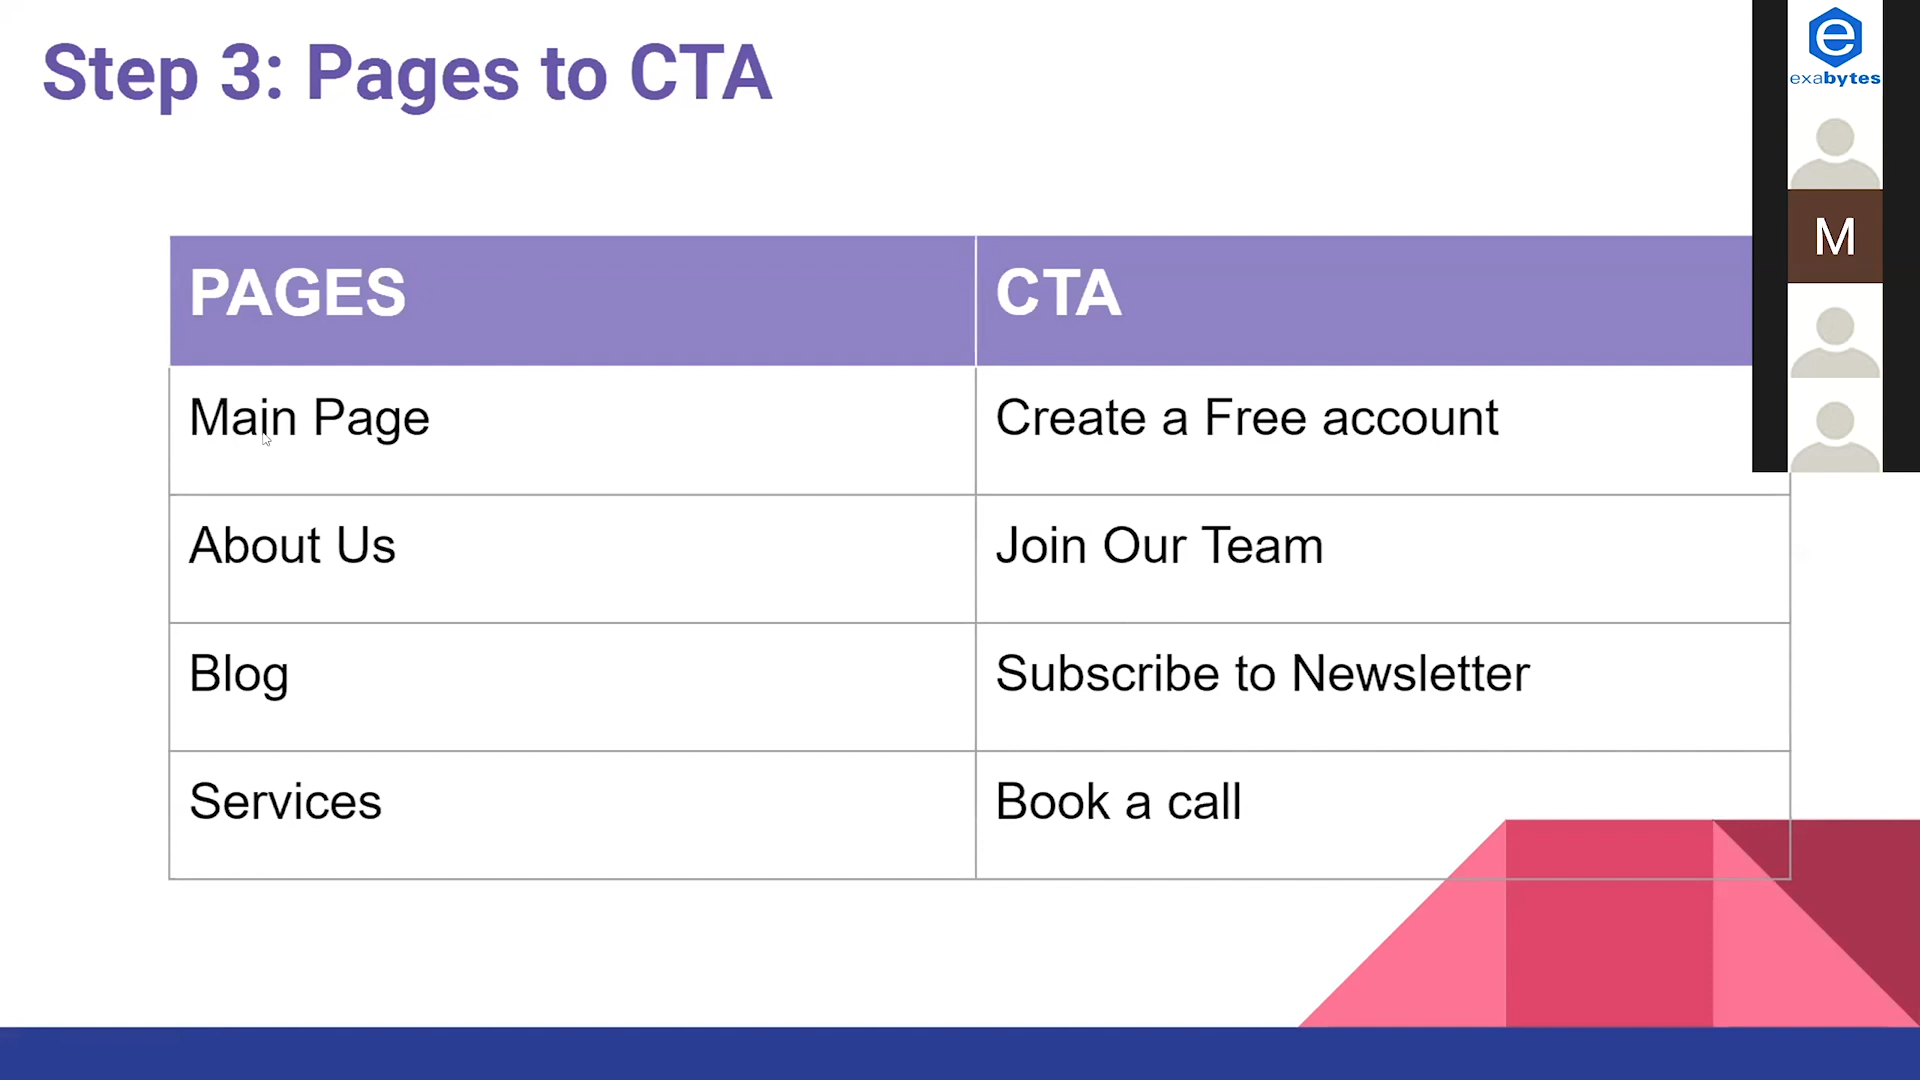 Step 3: Pages to CTA
e
exabytes
M
PAGES CTA
Main Page Create a Free account
About Us Join Our Team
Blog Subscribe to Newsletter
Services Book a call